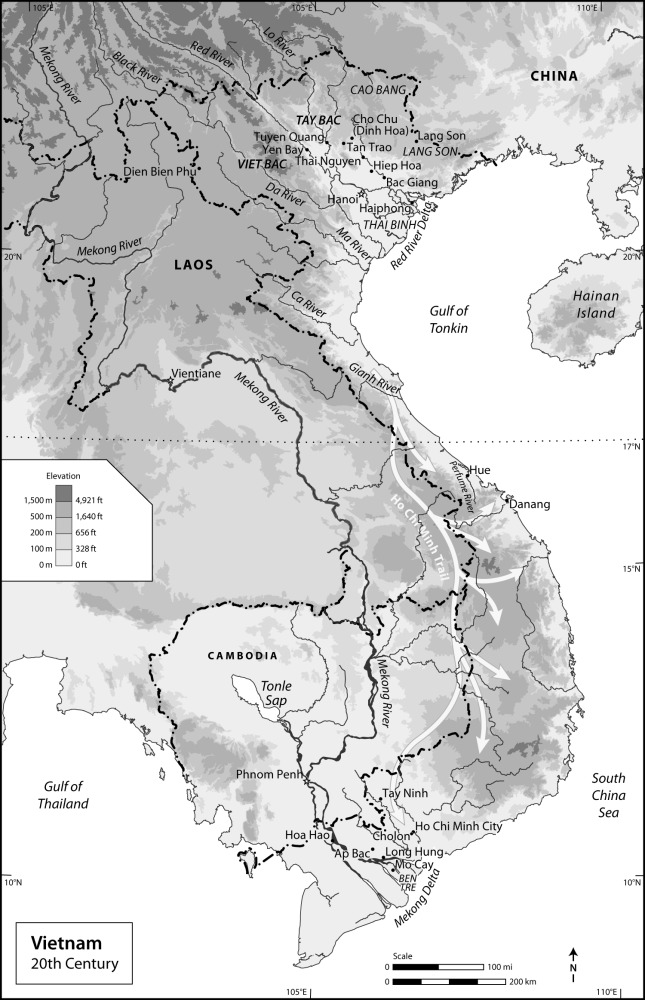 105°E
105°E
110°E
Lo River
Red River
Black River
Mekong River
CHINA
CAO BANG
TAY BAC
Cho Chu
(Dinh Hoa)
Tuyen Quang
Lang Son
Yen Bay
Tan Trao
LANG SON
VIET BAC
Thai Nguyen
Hiep Hoa
Dien Bien Phu
Bac Giang
Da River
Hanoi
Haiphong
THAI BINH
Red River Delta
Ma River
Mekong River
20°N
20°N
LAOS
Ca River
Gulf of
Tonkin
Hainan
Island
Gianh River
Vientiane
Mekong River
17°N
Elevation
1,500 m
4,921 ft
500 m
1,640 ft
200 m
656 ft
100 m
328 ft
0 m
0 ft
Hue
Perfume River
Danang
Ho Chi Minh Trail
15°N
CAMBODIA
Mekong River
Tonle
Sap
Phnom Penh
Gulf of
Thailand
South
China
Sea
Tay Ninh
Ho Chi Minh City
Hoa Hao
Cholon
Ap Bac
Long Hung
Mo Cay
BEN
TRE
Mekong Delta
10°N
10°N
Vietnam
20th Century
Scale
0
100 mi
0
200 km
N
105°E
110°E